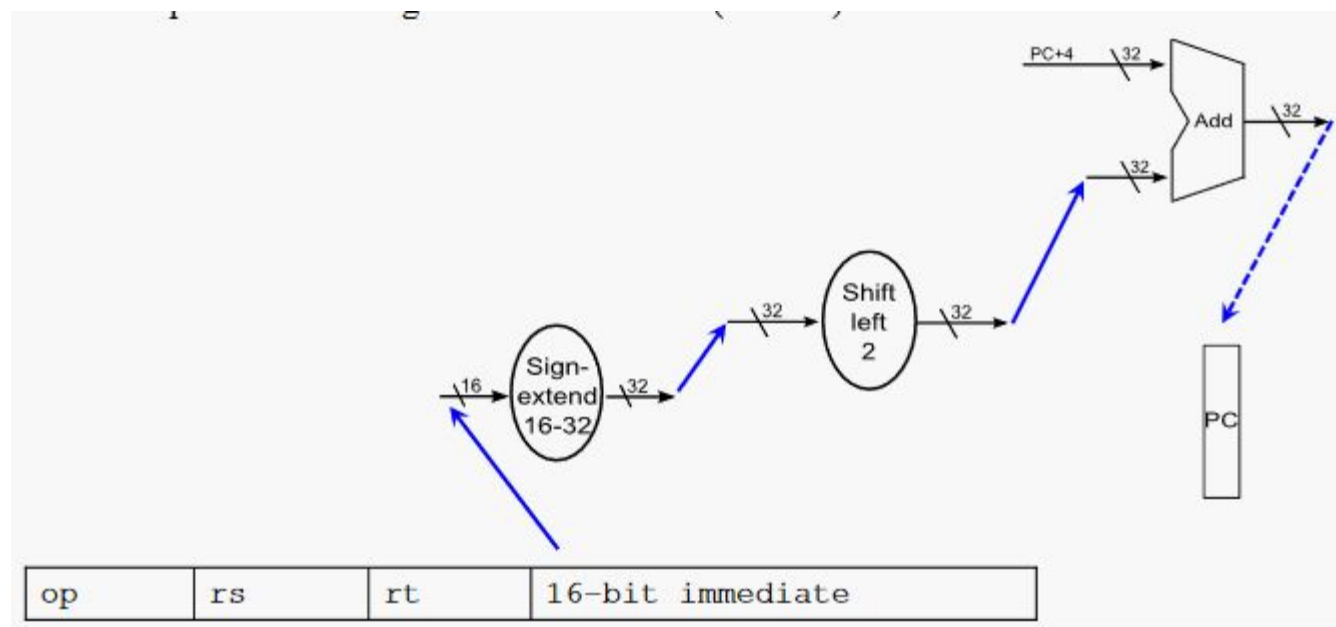 PC+4
32
Add
32
32
Shift
left
2
32
32
Sign-
extend
16-32
16
32
PC
op rs rt 16-bit immediate